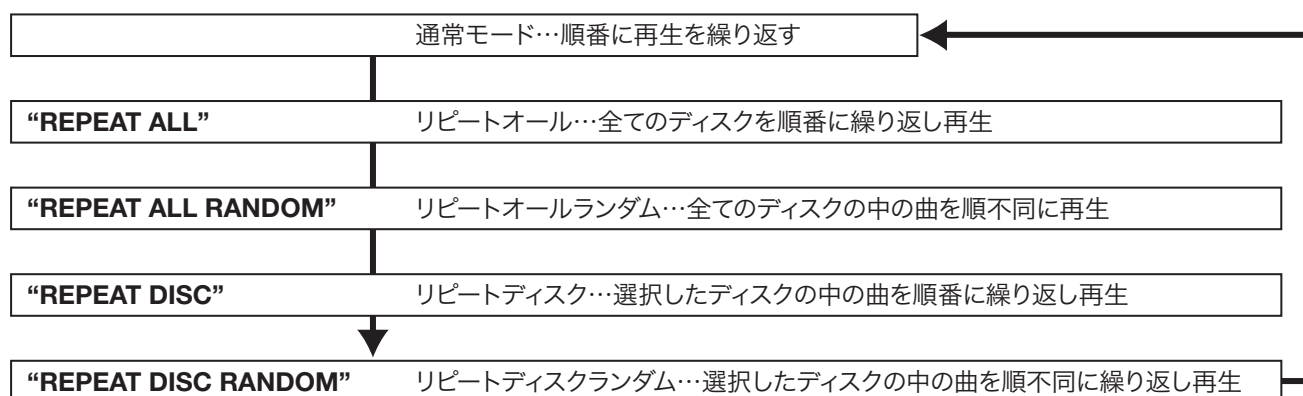 通常モード…順番に再生を繰り返す
“REPEAT ALL” リピートオール…全てのディスクを順番に繰り返し再生
“REPEAT ALL RANDOM” リピートオールランダム…全てのディスクの中の曲を順不同に再生
“REPEAT DISC” リピートディスク…選択したディスクの中の曲を順番に繰り返し再生
“REPEAT DISC RANDOM” リピートディスクランダム…選択したディスクの中の曲を順不同に繰り返し再生